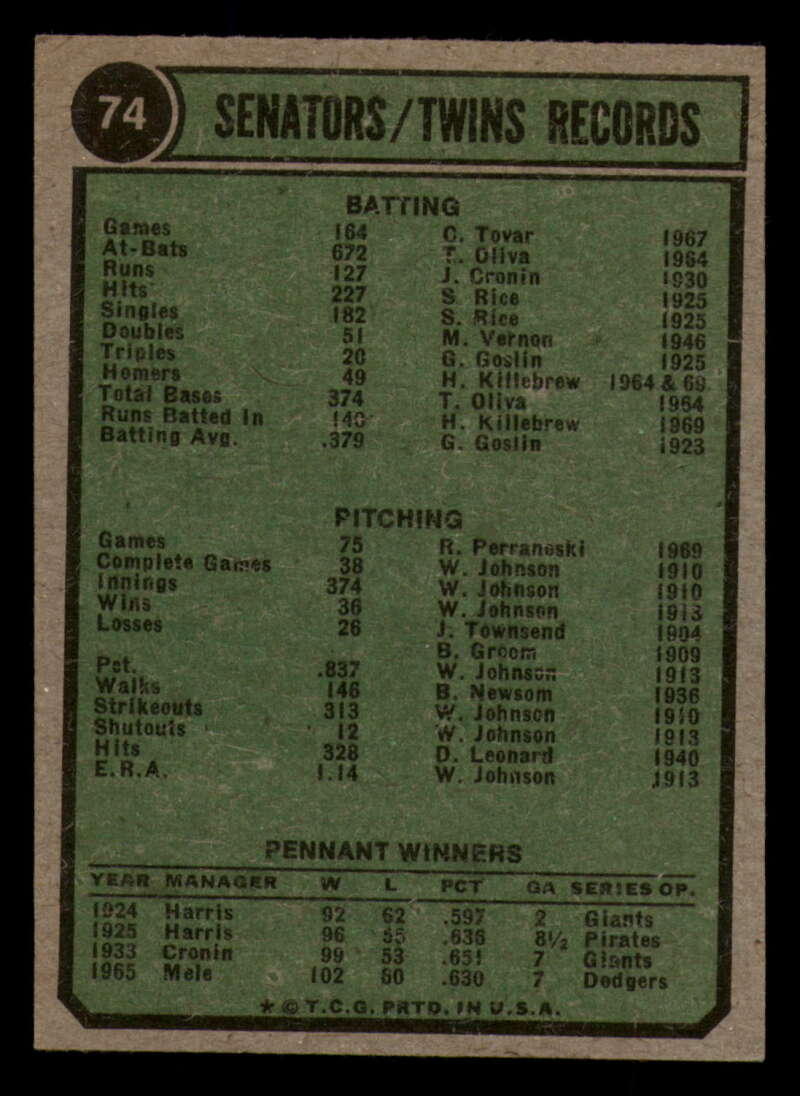 74
SENATORS/TWINS RECORDS
BATTING
Games 164 C. Tovar 1967
At-Bats 672 T. Oliva 1964
Runs 127 J. Cronin 1930
Hits 227 S. Rice 1925
Singles 182 S. Rice 1925
Doubles 51 M. Vernon 1946
Triples 20 G. Goslin 1925
Homers 49 H. Killebrew 1964 & 69
Total Bases 374 T. Oliva 1964
Runs Batted In 140 H. Killebrew 1969
Batting Avg. .379 G. Goslin 1923
PITCHING
Games 75 R. Perranoski 1969
Complete Games 38 W. Johnson 1910
Innings 374 W. Johnson 1910
Wins 36 W. Johnson 1913
Losses 26 J. Townsend 1904
B. Groom 1909
Pct. .837 W. Johnson 1913
Walks 146 B. Newsom 1936
Strikeouts 313 W. Johnson 1910
Shutouts 12 W. Johnson 1913
Hits 328 D. Leonard 1940
E.R.A. 1.14 W. Johnson 1913
PENNANT WINNERS
YEAR MANAGER W L PCT GA SERIES OP.
1924 Harris 92 62 .597 2 Giants
1925 Harris 96 55 .636 8½ Pirates
1933 Cronin 99 53 .651 7 Giants
1965 Mele 102 60 .630 7 Dodgers
* © T.C.G. PRTD. IN U.S.A.